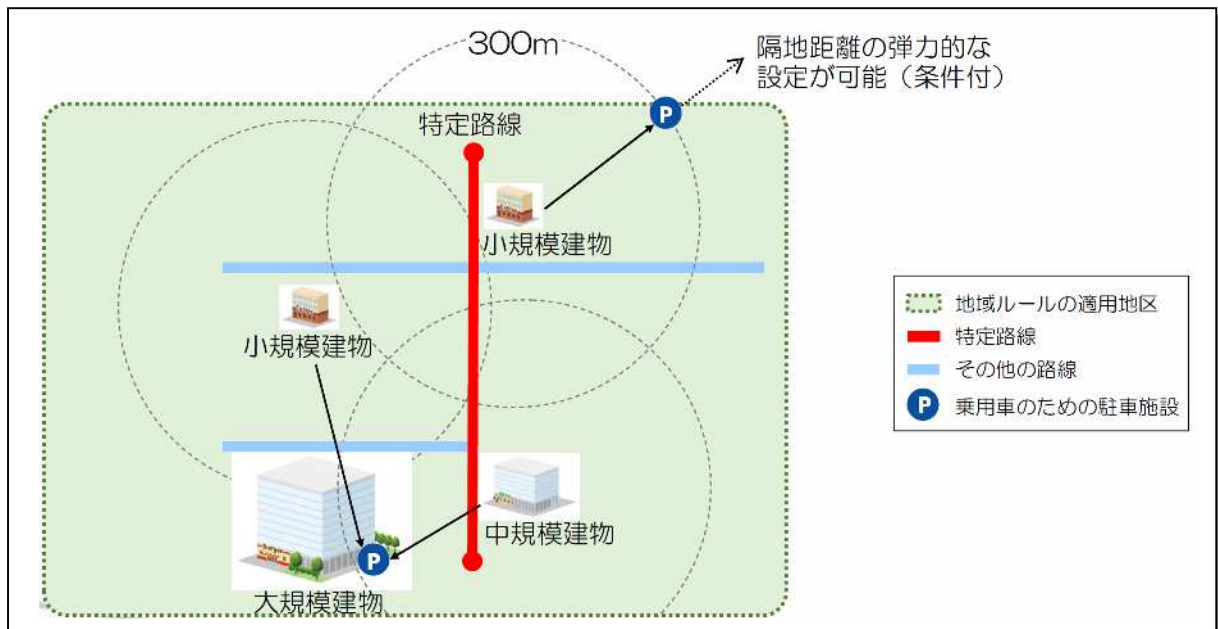 300m
隔地距離の弾力的な
設定が可能（条件付）
P
特定路線
小規模建物
小規模建物
中規模建物
P
大規模建物
地域ルールの適用地区
特定路線
その他の路線
P 乗用車のための駐車施設